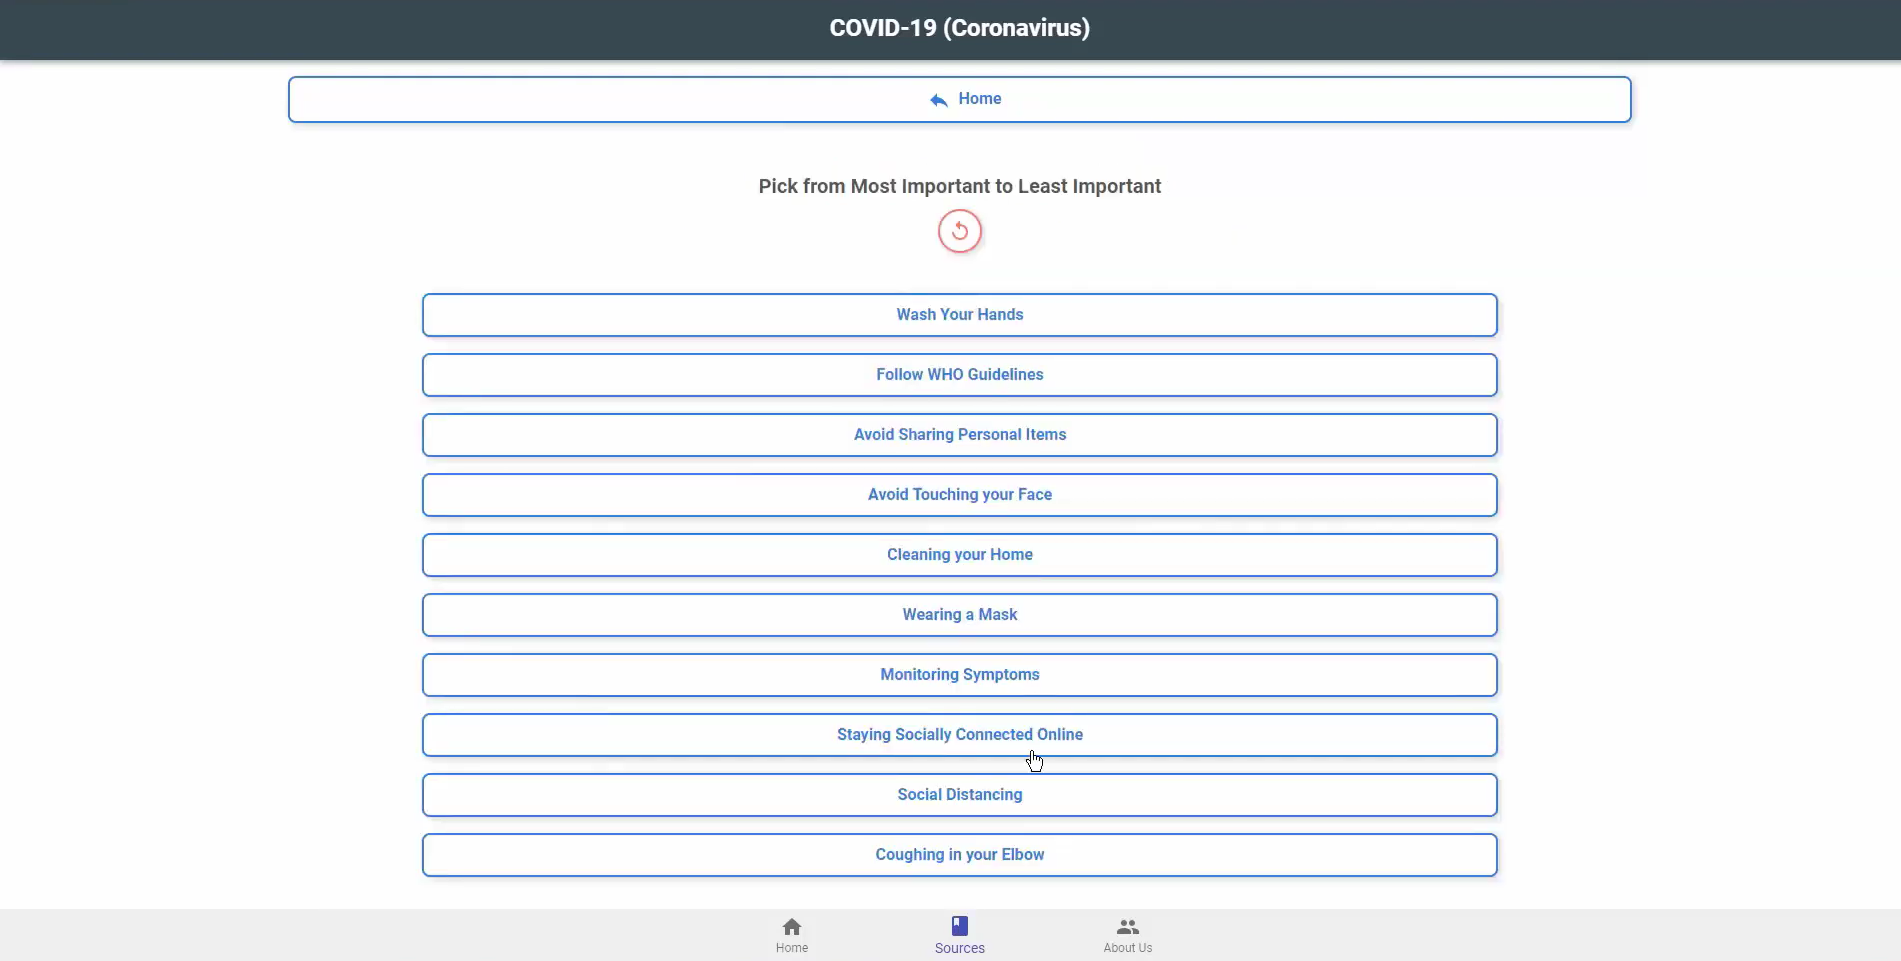 COVID-19 (Coronavirus)
Home
Pick from Most Important to Least Important
Wash Your Hands
Follow WHO Guidelines
Avoid Sharing Personal Items
Avoid Touching your Face
Cleaning your Home
Wearing a Mask
Monitoring Symptoms
Staying Socially Connected Online
Social Distancing
Coughing in your Elbow
Home Sources About Us